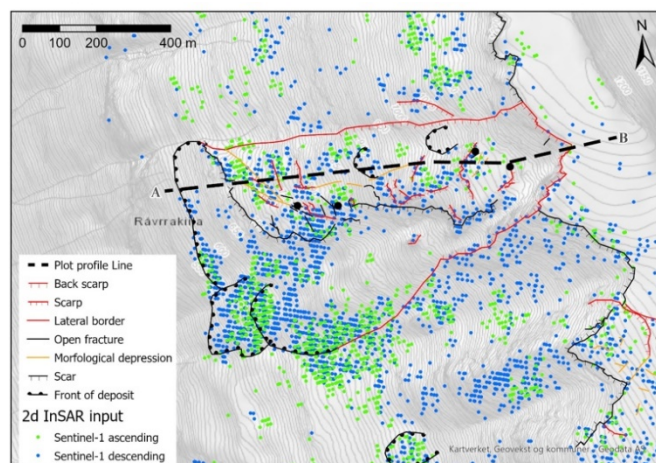 0 100 200 400 m
N
B
A
Rávrrakina
Plot profile Line
Back scarp
Scarp
Lateral border
Open fracture
Morfological depression
Scar
Front of deposit
2d InSAR input
Sentinel-1 ascending
Sentinel-1 descending
Kartverket, Geovekst og kommuner - Geodata AS